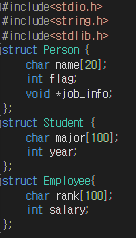 #include<stdio.h>
#include<string.h>
#include<stdlib.h>
struct Person {
char name[20];
int flag;
void *job_info;
};
struct Student {
char major[100];
int year;
};
struct Employee{
char rank[100];
int salary;
};